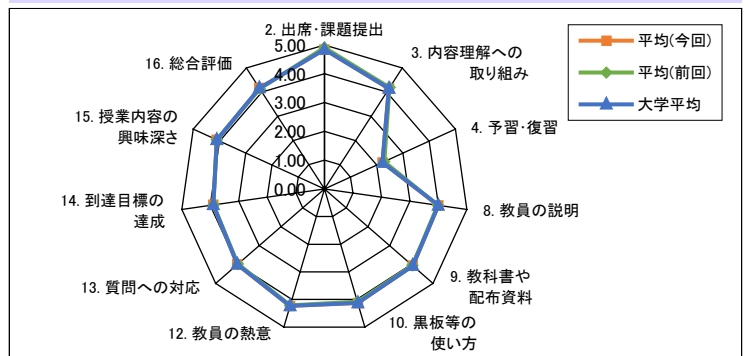 2. 出席・課題提出
3. 内容理解への
取り組み
4. 予習・復習
8. 教員の説明
9. 教科書や
配布資料
10. 黒板等の
使い方
12. 教員の熱意
13. 質問への対応
14. 到達目標の
達成
15. 授業内容の
興味深さ
16. 総合評価
5.00
4.00
3.00
2.00
1.00
0.00
平均(今回)
平均(前回)
大学平均